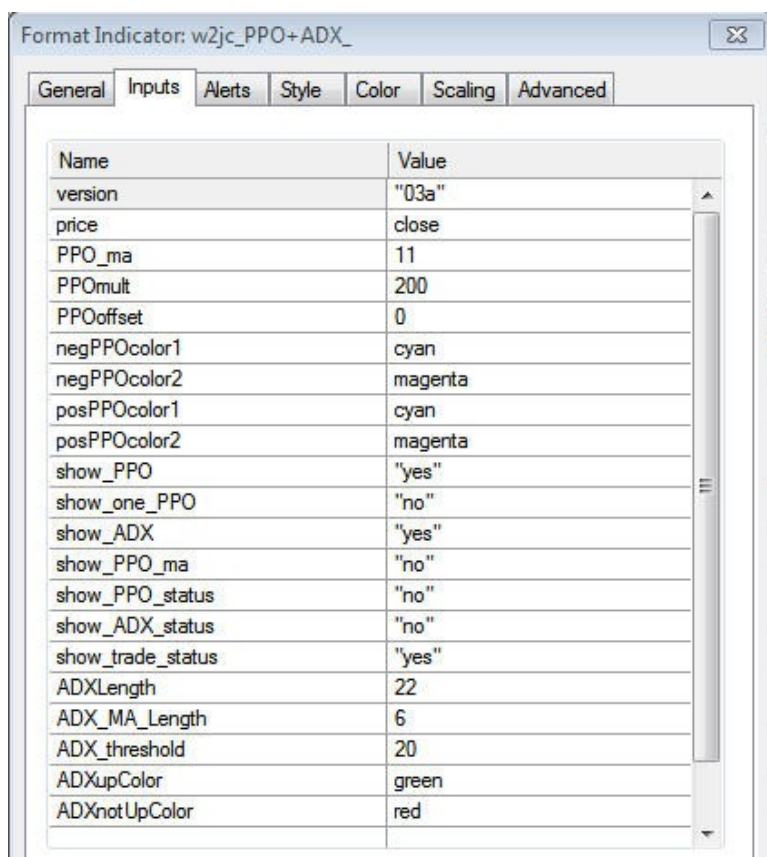 Format Indicator: w2jc_PPO+ADX_
General Inputs Alerts Style Color Scaling Advanced
Name Value
version "03a"
price close
PPO_ma 11
PPOmult 200
PPOoffset 0
negPPOcolor1 cyan
negPPOcolor2 magenta
posPPOcolor1 cyan
posPPOcolor2 magenta
show_PPO "yes"
show_one_PPO "no"
show_ADX "yes"
show_PPO_ma "no"
show_PPO_status "no"
show_ADX_status "no"
show_trade_status "yes"
ADXLength 22
ADX_MA_Length 6
ADX_threshold 20
ADXupColor green
ADXnotUpColor red